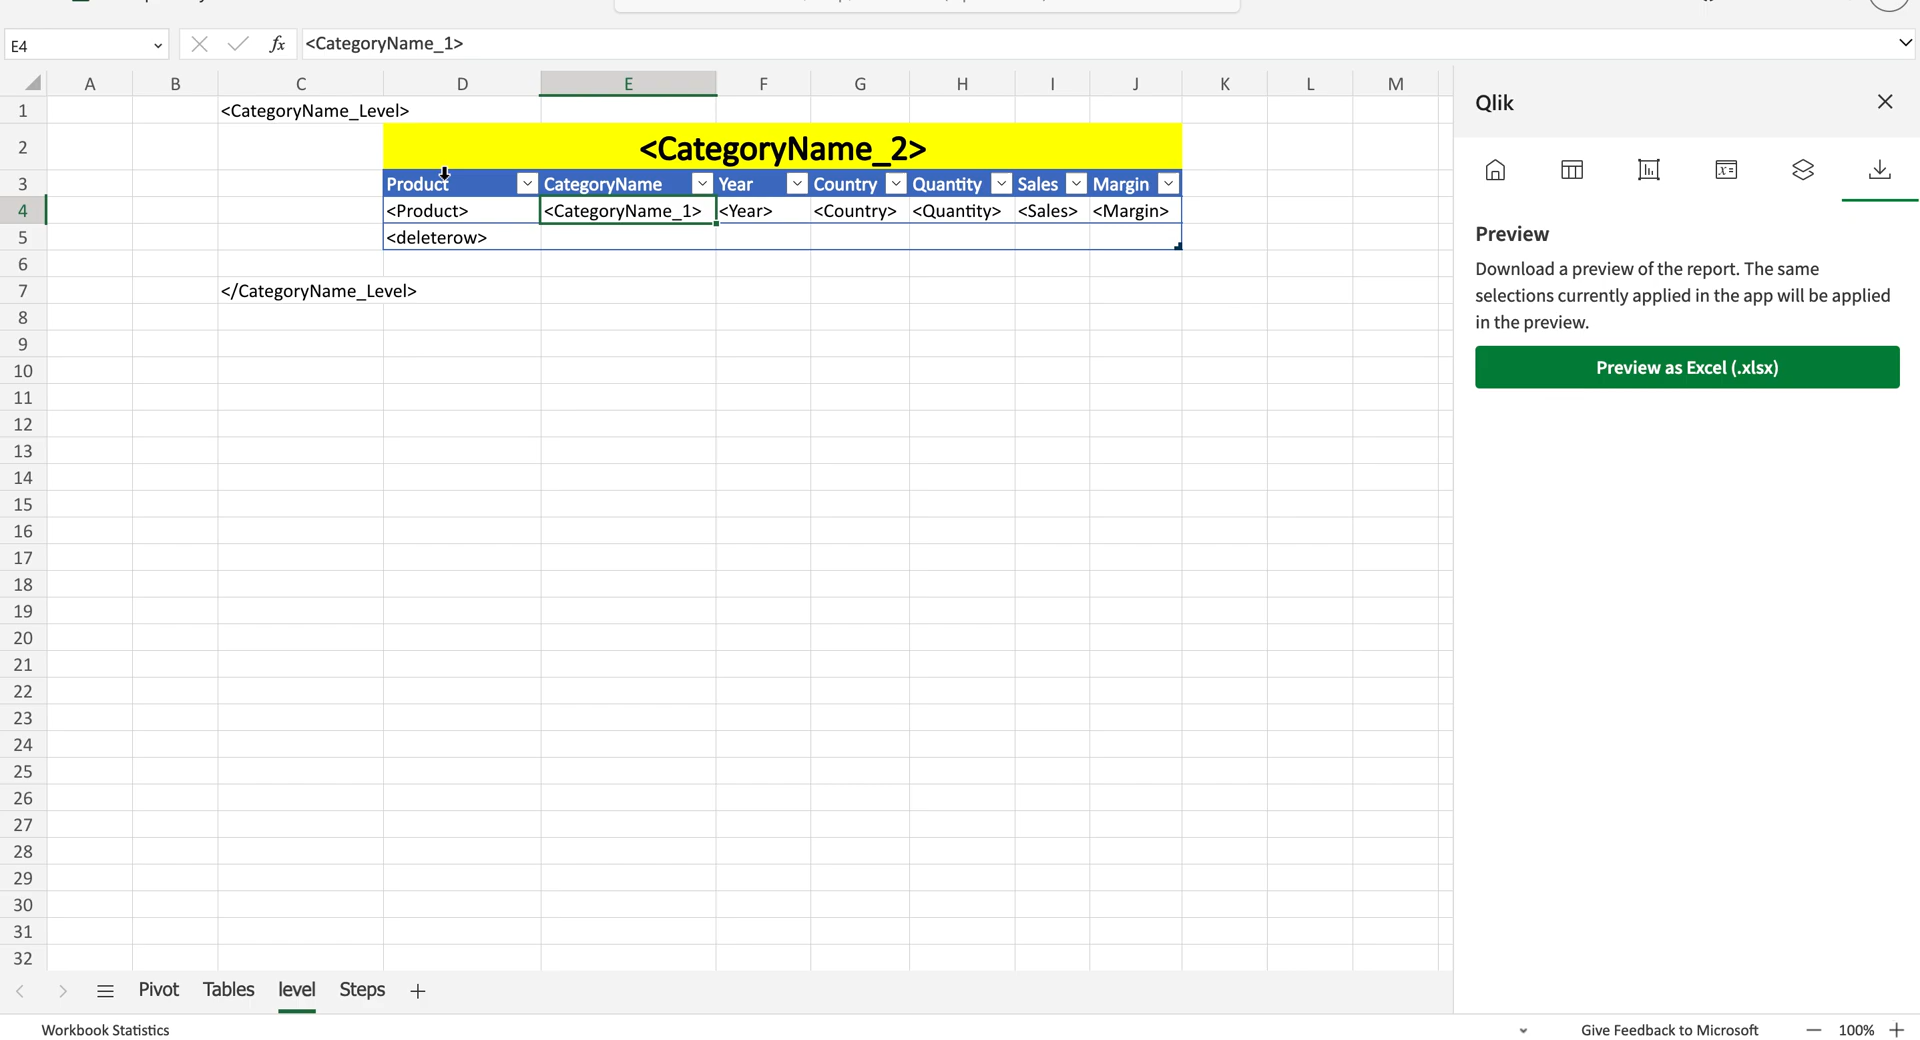 E4
fx
<CategoryName_1>
A B C D E F G H I J K L M
1 <CategoryName_Level>
2 <CategoryName_2>
3 Product CategoryName Year Country Quantity Sales Margin
4 <Product> <CategoryName_1> <Year> <Country> <Quantity> <Sales> <Margin>
5 <deleterow>
6
7 </CategoryName_Level>
8
9
10
11
12
13
14
15
16
17
18
19
20
21
22
23
24
25
26
27
28
29
30
31
32
Pivot Tables level Steps
Workbook Statistics
Qlik
Preview
Download a preview of the report. The same
selections currently applied in the app will be applied
in the preview.
Preview as Excel (.xlsx)
Give Feedback to Microsoft
100%